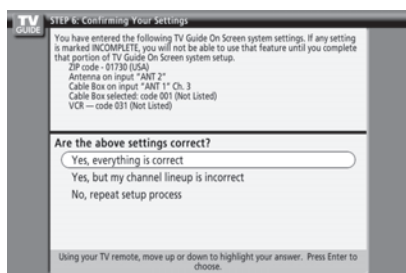 TV
GUIDE
STEP 6: Confirming Your Settings
You have entered the following TV Guide On Screen system settings. If any setting
is marked INCOMPLETE, you will not be able to use that feature until you complete
that portion of TV Guide On Screen system setup.
ZIP code - 01730 (USA)
Antenna on input "ANT 2"
Cable Box on input "ANT 1" Ch. 3
Cable Box selected: code 001 (Not Listed)
VCR — code 031 (Not Listed)
Are the above settings correct?
Yes, everything is correct
Yes, but my channel lineup is incorrect
No, repeat setup process
Using your TV remote, move up or down to highlight your answer. Press Enter to
choose.